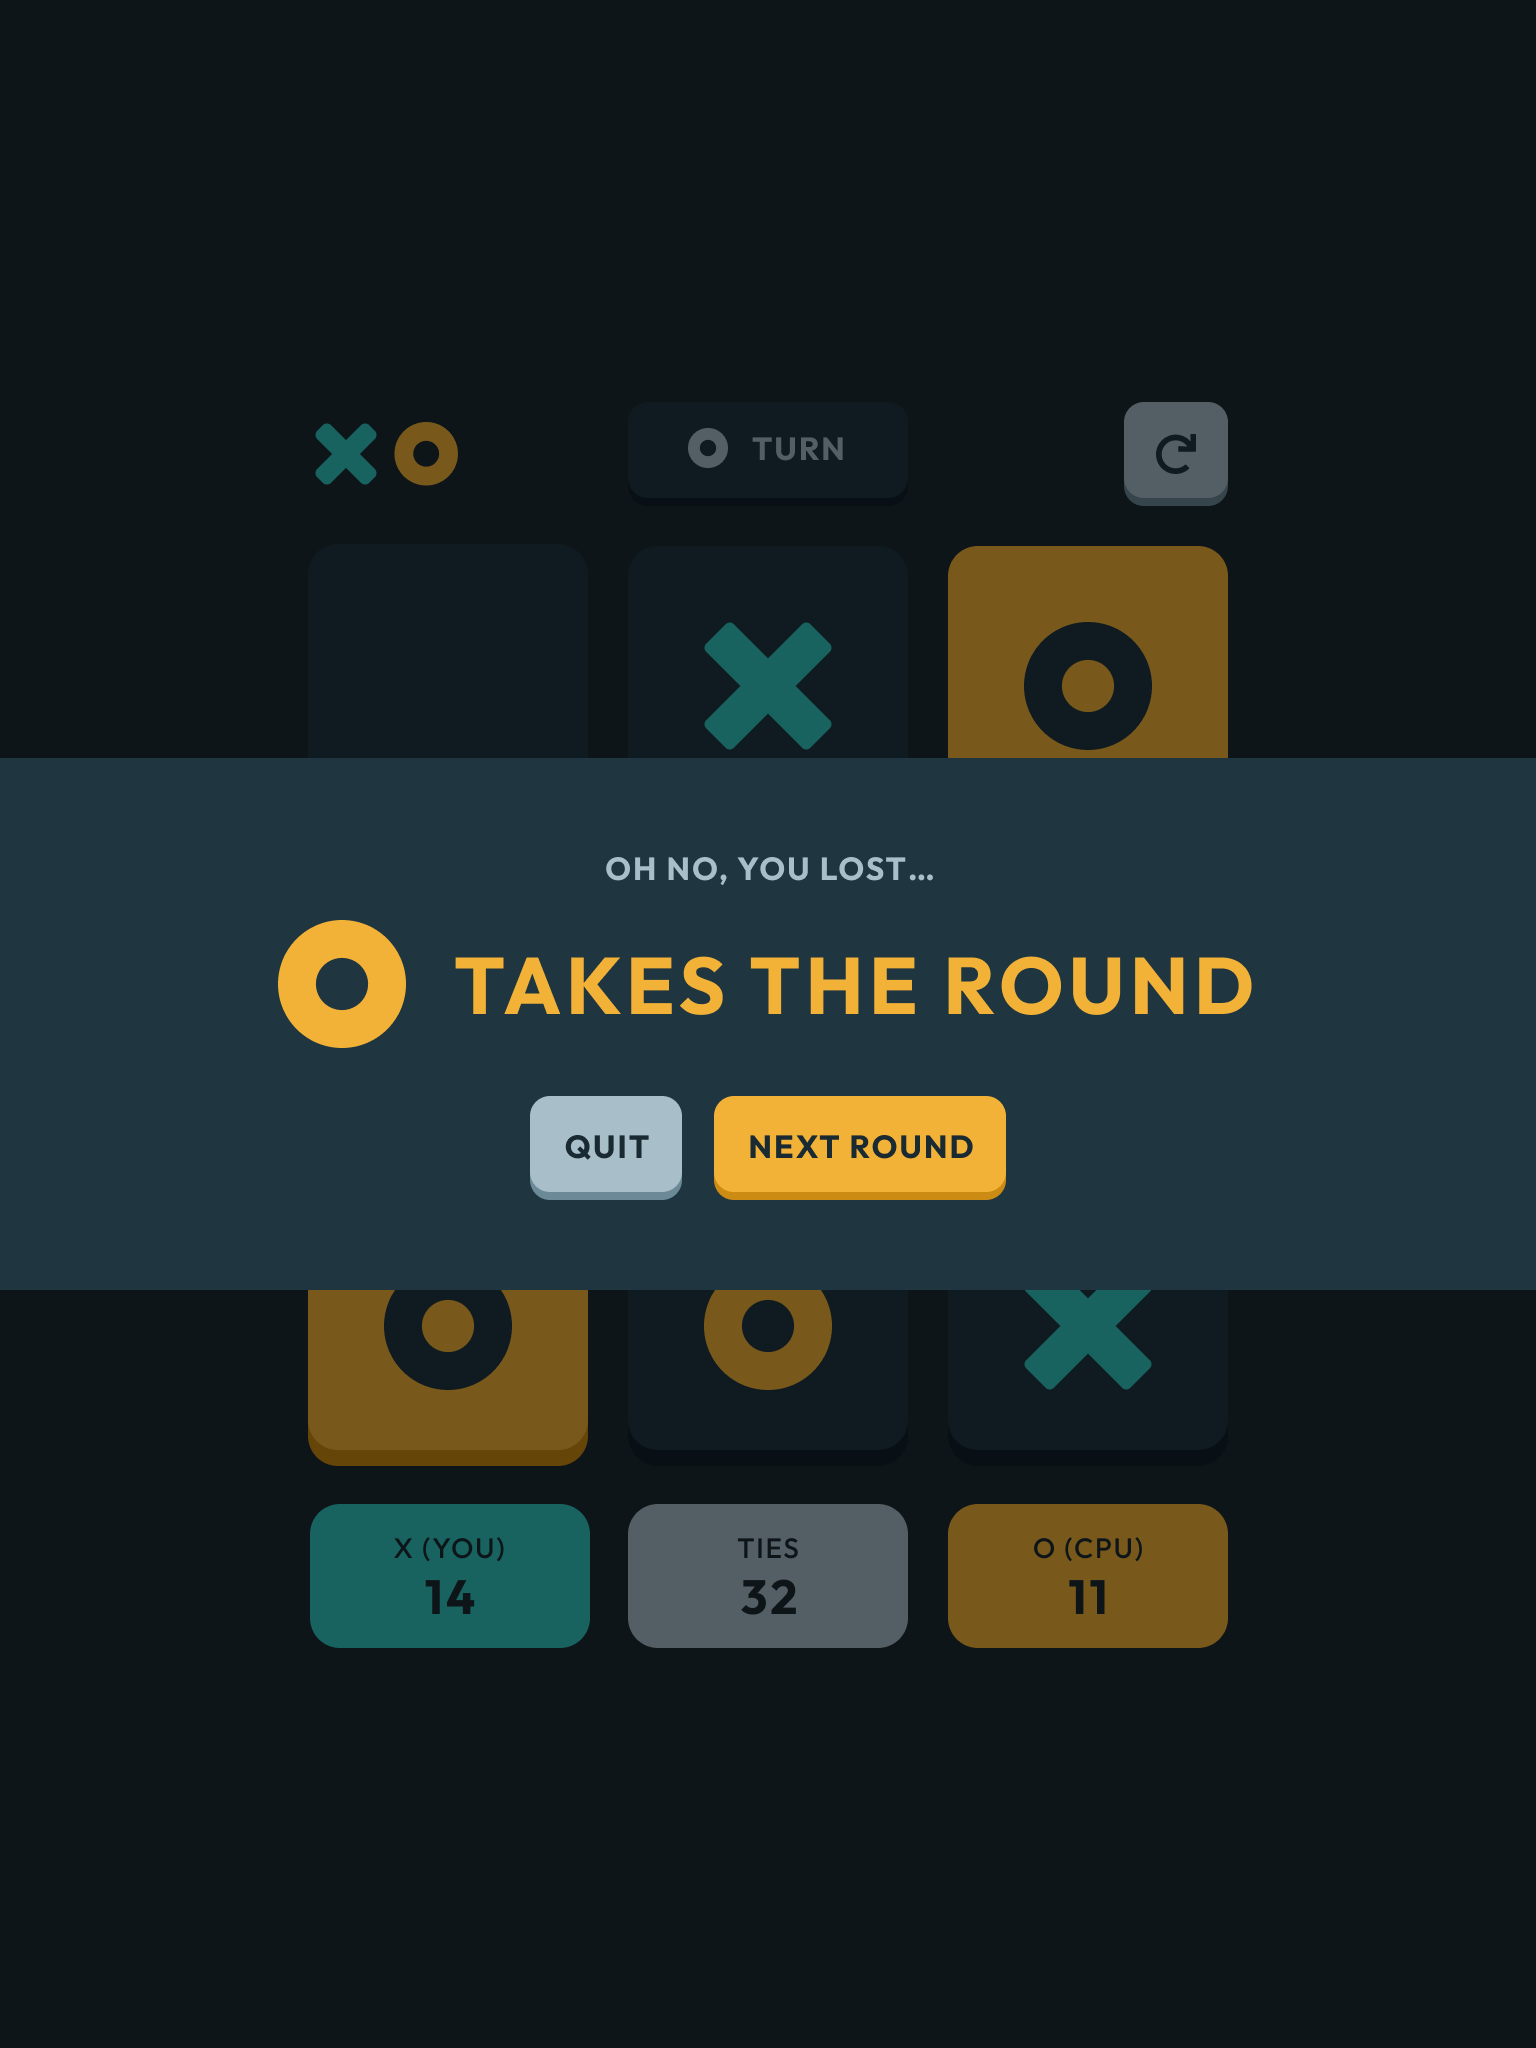 TURN
OH NO, YOU LOST…
TAKES THE ROUND
QUIT
NEXT ROUND
X (YOU)
14
TIES
32
O (CPU)
11